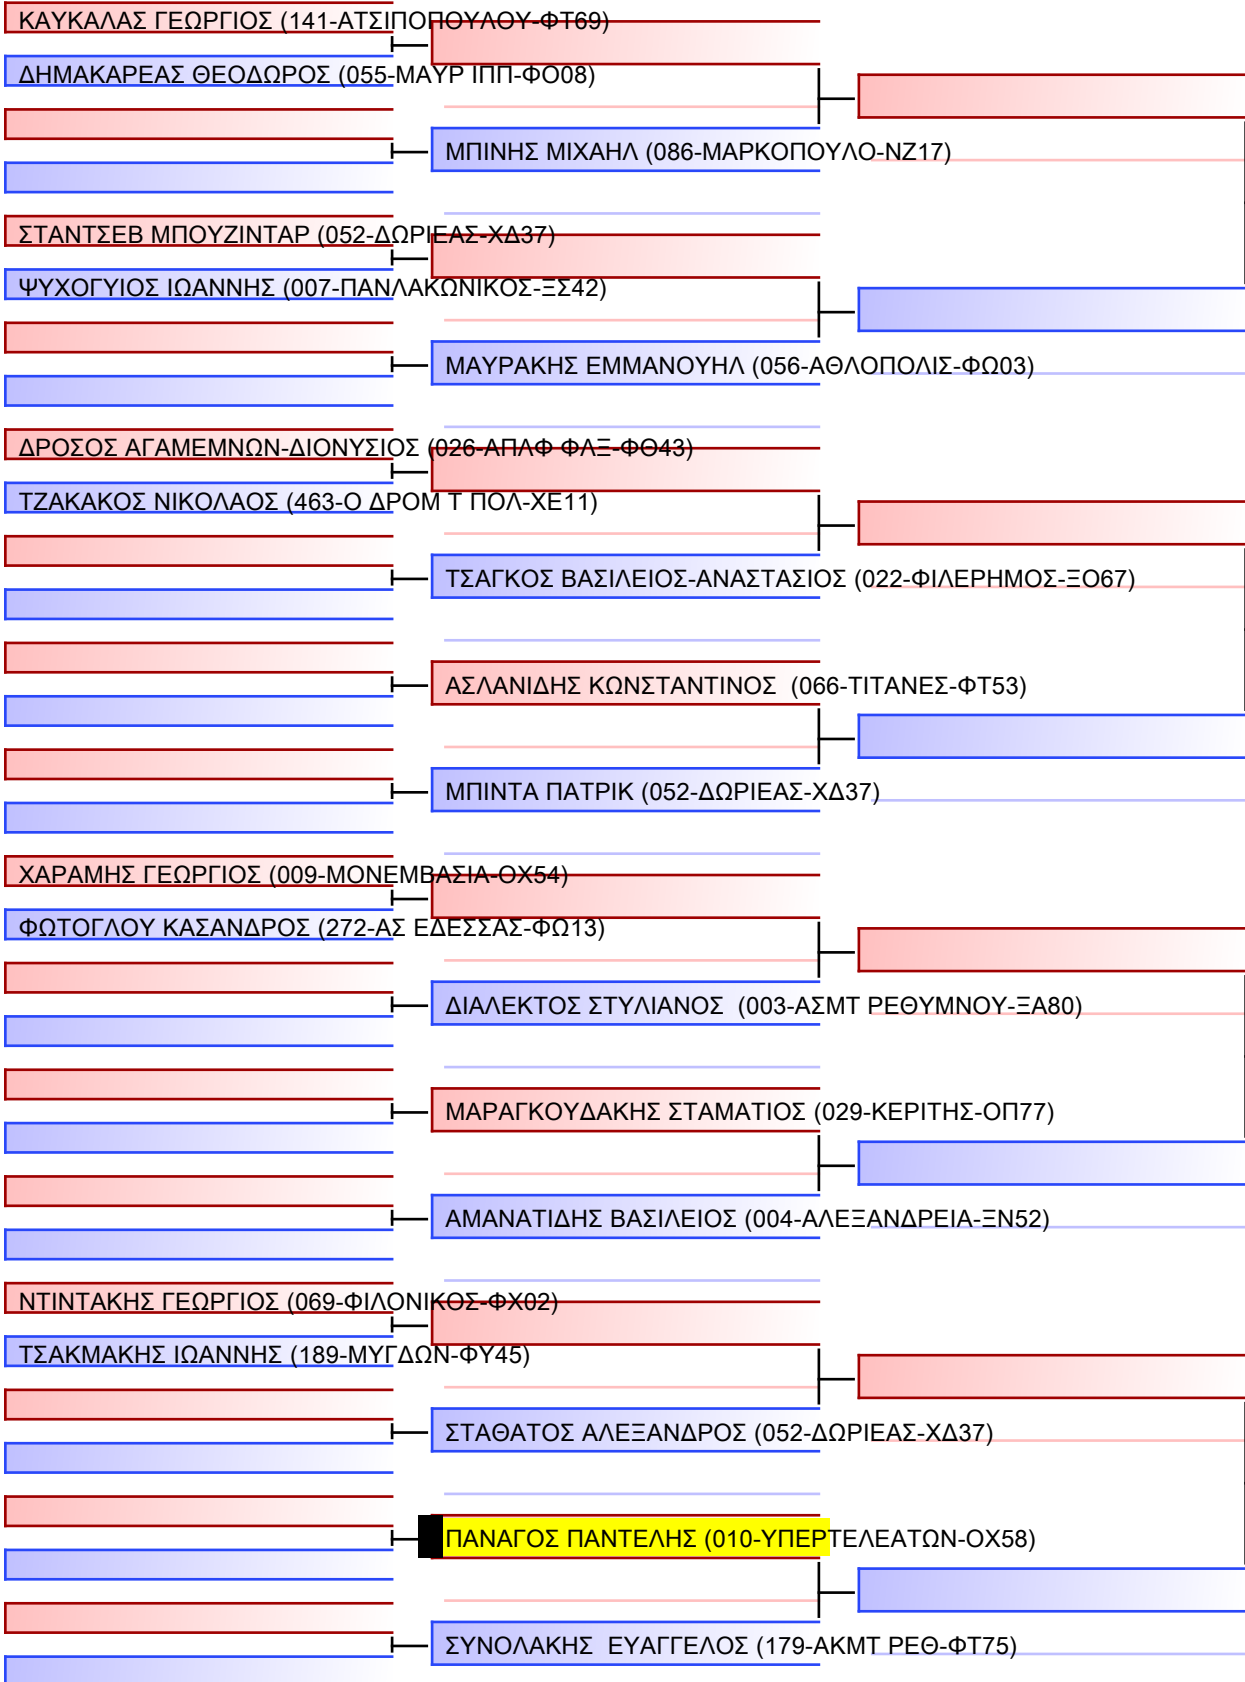 ΚΑΥΚΑΛΑΣ ΓΕΩΡΓΙΟΣ (141-ΑΤΣΙΠΟΠΟΥΛΟΥ-ΦΤ69)
ΔΗΜΑΚΑΡΕΑΣ ΘΕΟΔΩΡΟΣ (055-ΜΑΥΡ ΙΠΠ-ΦΟ08)
ΜΠΙΝΗΣ ΜΙΧΑΗΛ (086-ΜΑΡΚΟΠΟΥΛΟ-ΝΖ17)
ΣΤΑΝΤΣΕΒ ΜΠΟΥΖΙΝΤΑΡ (052-ΔΩΡΙΕΑΣ-ΧΔ37)
ΨΥΧΟΓΥΙΟΣ ΙΩΑΝΝΗΣ (007-ΠΑΝΛΑΚΩΝΙΚΟΣ-ΞΣ42)
ΜΑΥΡΑΚΗΣ ΕΜΜΑΝΟΥΗΛ (056-ΑΘΛΟΠΟΛΙΣ-ΦΩ03)
ΔΡΟΣΟΣ ΑΓΑΜΕΜΝΩΝ-ΔΙΟΝΥΣΙΟΣ (026-ΑΠΛΦ ΦΛΞ-ΦΘ43)
ΤΖΑΚΑΚΟΣ ΝΙΚΟΛΑΟΣ (463-Ο ΔΡΟΜ Τ ΠΟΛ-ΧΕ11)
ΤΣΑΓΚΟΣ ΒΑΣΙΛΕΙΟΣ-ΑΝΑΣΤΑΣΙΟΣ (022-ΦΙΛΕΡΗΜΟΣ-ΞΟ67)
ΑΣΛΑΝΙΔΗΣ ΚΩΝΣΤΑΝΤΙΝΟΣ  (066-ΤΙΤΑΝΕΣ-ΦΤ53)
ΜΠΙΝΤΑ ΠΑΤΡΙΚ (052-ΔΩΡΙΕΑΣ-ΧΔ37)
ΧΑΡΑΜΗΣ ΓΕΩΡΓΙΟΣ (009-ΜΟΝΕΜΒΑΣΙΑ-ΟΧ54)
ΦΩΤΟΓΛΟΥ ΚΑΣΑΝΔΡΟΣ (272-ΑΣ ΕΔΕΣΣΑΣ-ΦΩ13)
ΔΙΑΛΕΚΤΟΣ ΣΤΥΛΙΑΝΟΣ  (003-ΑΣΜΤ ΡΕΘΥΜΝΟΥ-ΞΑ80)
ΜΑΡΑΓΚΟΥΔΑΚΗΣ ΣΤΑΜΑΤΙΟΣ (029-ΚΕΡΙΤΗΣ-ΟΠ77)
ΑΜΑΝΑΤΙΔΗΣ ΒΑΣΙΛΕΙΟΣ (004-ΑΛΕΞΑΝΔΡΕΙΑ-ΞΝ52)
ΝΤΙΝΤΑΚΗΣ ΓΕΩΡΓΙΟΣ (069-ΦΙΛΟΝΙΚΟΣ-ΦΧ02)
ΤΣΑΚΜΑΚΗΣ ΙΩΑΝΝΗΣ (189-ΜΥΓΔΩΝ-ΦΥ45)
ΣΤΑΘΑΤΟΣ ΑΛΕΞΑΝΔΡΟΣ (052-ΔΩΡΙΕΑΣ-ΧΔ37)
ΠΑΝΑΓΟΣ ΠΑΝΤΕΛΗΣ (010-ΥΠΕΡΤΕΛΕΑΤΩΝ-ΟΧ58)
ΣΥΝΟΛΑΚΗΣ  ΕΥΑΓΓΕΛΟΣ (179-ΑΚΜΤ ΡΕΘ-ΦΤ75)